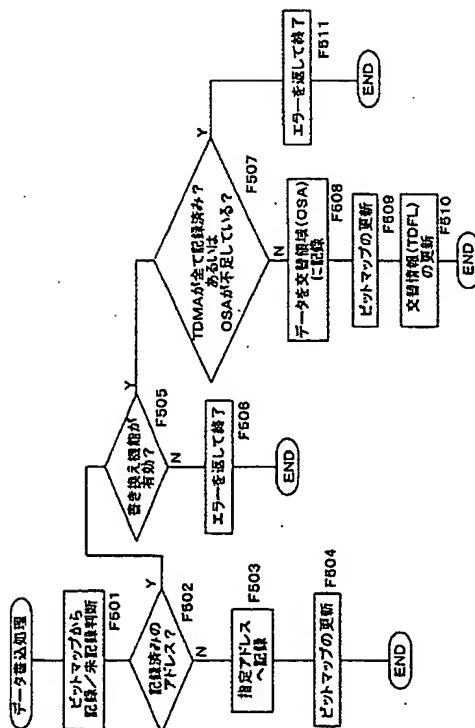 データ書込処理
ビットマップから
記録/未記録判断
F501
記録済みの
アドレス?
F502
Y
N
指定アドレス
へ記録
F503
ビットマップの更新
F504
END
書き換え機能が
有効?
F505
Y
N
エラーを返して終了
F506
END
TDMAが全て記録済み?
あるいは
OSAが不足している?
F507
Y
N
データを交替領域(OSA)
に記録
F508
ビットマップの更新
F509
交替情報(TDFL)
の更新
F510
END
エラーを返して終了
F511
END